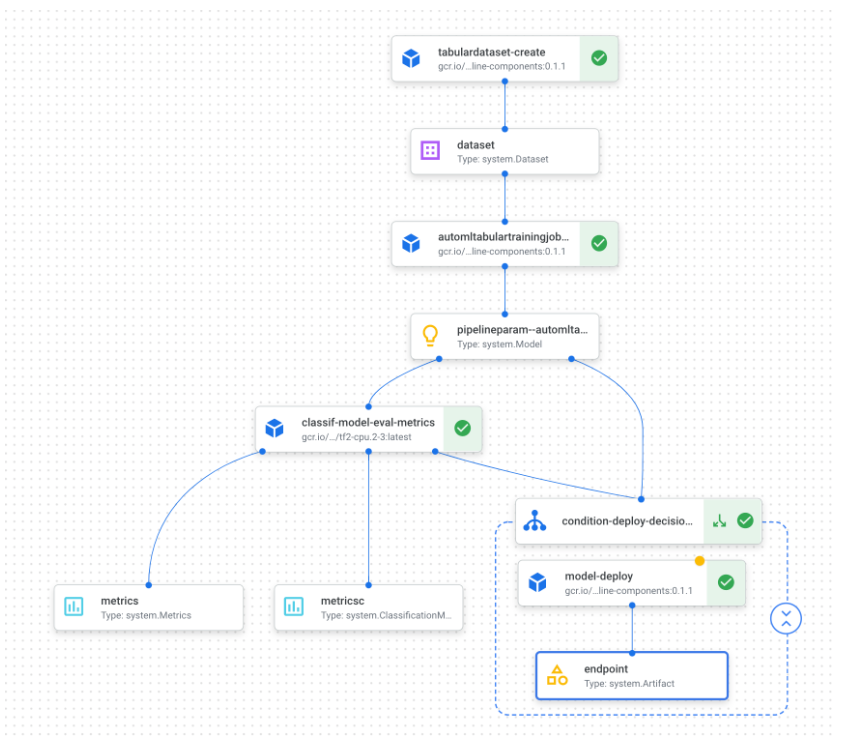 tabulardataset-create
gcr.io/...line-components:0.1.1
dataset
Type: system.Dataset
automltabulartrainingjob...
gcr.io/...line-components:0.1.1
pipelineparam--automlta...
Type: system.Model
classif-model-eval-metrics
gcr.io/.../tf2-cpu.2-3:latest
condition-deploy-decisio...
model-deploy
gcr.io/...line-components:0.1.1
metrics
Type: system.Metrics
metricsc
Type: system.ClassificationM...
endpoint
Type: system.Artifact